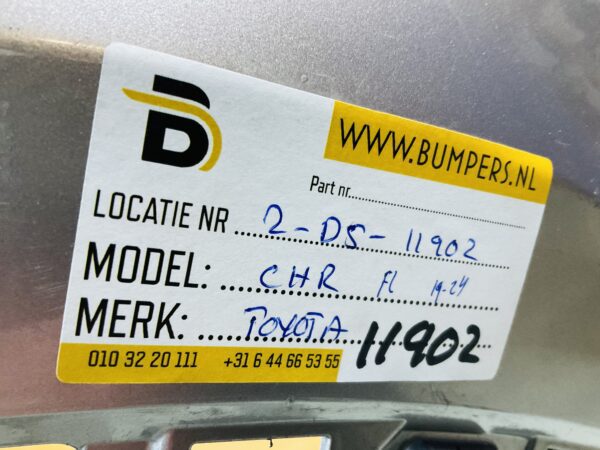 WWW.BUMPERS.NL
Part nr.
LOCATIE NR 2-D5-11902
MODEL: CHR FL 19-24
MERK: TOYOTA 11902
010 32 20 111 +31 6 44 66 53 55